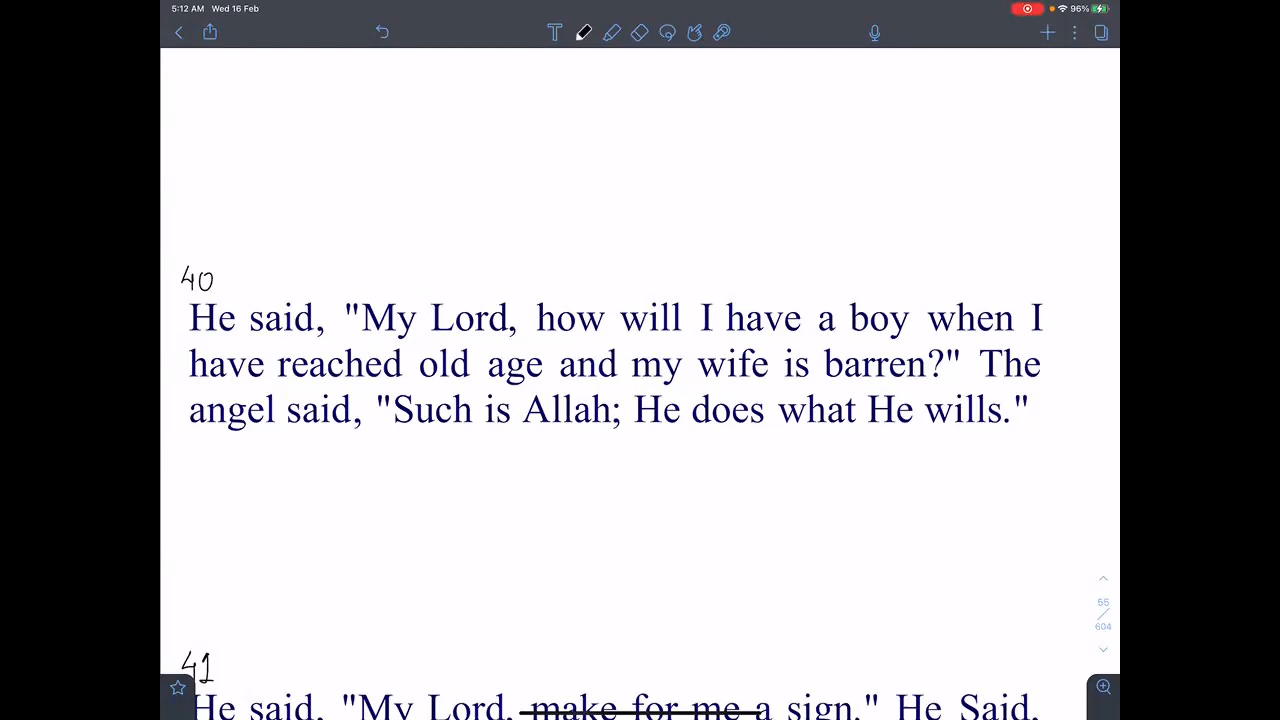 5:12 AM Wed 16 Feb
96%
T
40
He said, "My Lord, how will I have a boy when I
have reached old age and my wife is barren?" The
angel said, "Such is Allah; He does what He wills."
55
604
41
He said, "My Lord, make for me a sign." He Said,